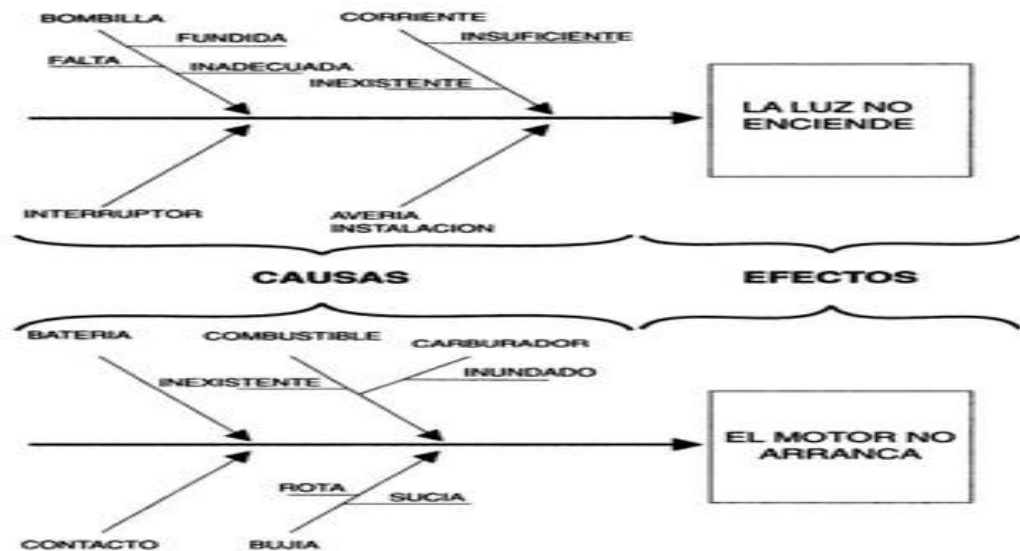 BOMBILLA
CORRIENTE
FUNDIDA
INSUFICIENTE
FALTA
INADECUADA
INEXISTENTE
LA LUZ NO
ENCIENDE
INTERRUPTOR
AVERIA
INSTALACION
CAUSAS
EFECTOS
BATERIA
COMBUSTIBLE
CARBURADOR
INEXISTENTE
INUNDADO
EL MOTOR NO
ARRANCA
ROTA
SUCIA
CONTACTO
BUJIA